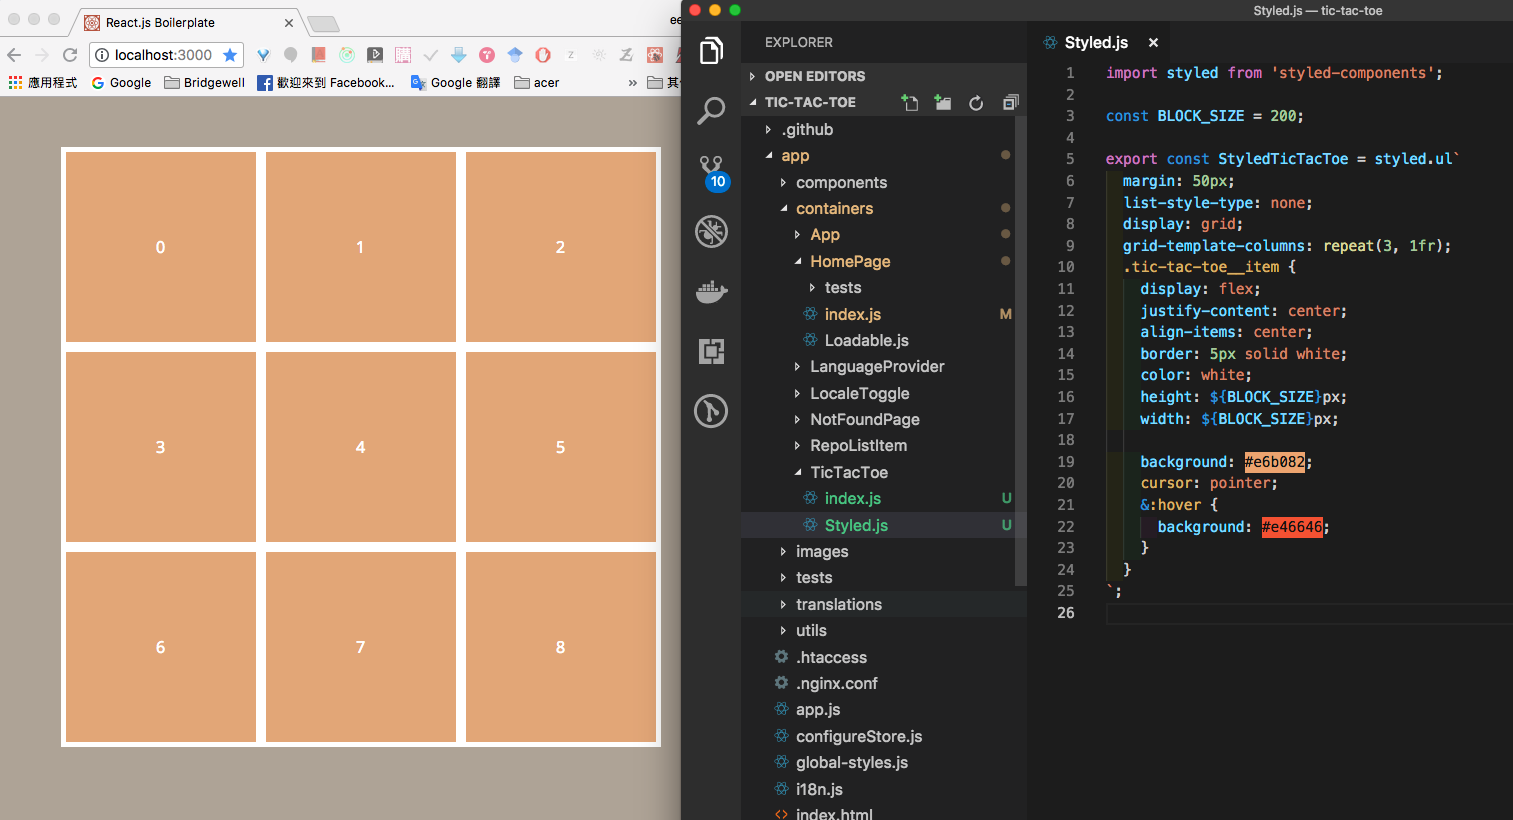 React.js Boilerplate
ee
localhost:3000
應用程式 Google Bridgewell 歡迎來到 Facebook... Google 翻譯 acer »
0 1 2
3 4 5
6 7 8
Styled.js — tic-tac-toe
EXPLORER
OPEN EDITORS
TIC-TAC-TOE
.github
app
components
containers
App
HomePage
tests
index.js M
Loadable.js
LanguageProvider
LocaleToggle
NotFoundPage
RepoListItem
TicTacToe
index.js U
Styled.js U
images
tests
translations
utils
.htaccess
.nginx.conf
app.js
configureStore.js
global-styles.js
i18n.js
index.html
10
Styled.js ×
1 import styled from 'styled-components';
2
3 const BLOCK_SIZE = 200;
4
5 export const StyledTicTacToe = styled.ul`
6 margin: 50px;
7 list-style-type: none;
8 display: grid;
9 grid-template-columns: repeat(3, 1fr);
10 .tic-tac-toe__item {
11 display: flex;
12 justify-content: center;
13 align-items: center;
14 border: 5px solid white;
15 color: white;
16 height: ${BLOCK_SIZE}px;
17 width: ${BLOCK_SIZE}px;
18
19 background: #e6b082;
20 cursor: pointer;
21 &:hover {
22 background: #e46646;
23 }
24 }
25 `;
26